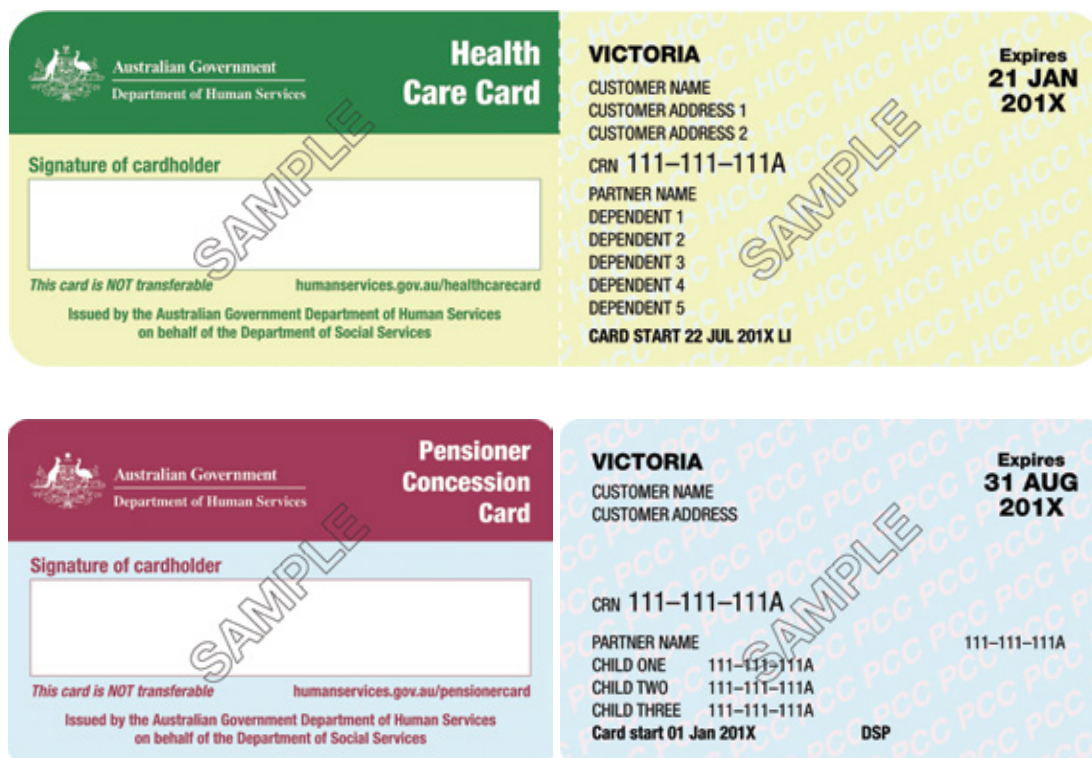 Australian Government
Department of Human Services
Health
Care Card
Signature of cardholder
SAMPLE
This card is NOT transferable
humanservices.gov.au/healthcarecard
Issued by the Australian Government Department of Human Services
on behalf of the Department of Social Services
VICTORIA
Expires
21 JAN
201X
CUSTOMER NAME
CUSTOMER ADDRESS 1
CUSTOMER ADDRESS 2
CRN 111–111–111A
PARTNER NAME
DEPENDENT 1
DEPENDENT 2
DEPENDENT 3
DEPENDENT 4
DEPENDENT 5
CARD START 22 JUL 201X LI
SAMPLE
HCC HCC HCC HCC
Australian Government
Department of Human Services
Pensioner
Concession
Card
Signature of cardholder
SAMPLE
This card is NOT transferable
humanservices.gov.au/pensionercard
Issued by the Australian Government Department of Human Services
on behalf of the Department of Social Services
VICTORIA
Expires
31 AUG
201X
CUSTOMER NAME
CUSTOMER ADDRESS
CRN 111–111–111A
PARTNER NAME 111–111–111A
CHILD ONE 111–111–111A
CHILD TWO 111–111–111A
CHILD THREE 111–111–111A
Card start 01 Jan 201X DSP
SAMPLE
PCC PCC PCC PCC